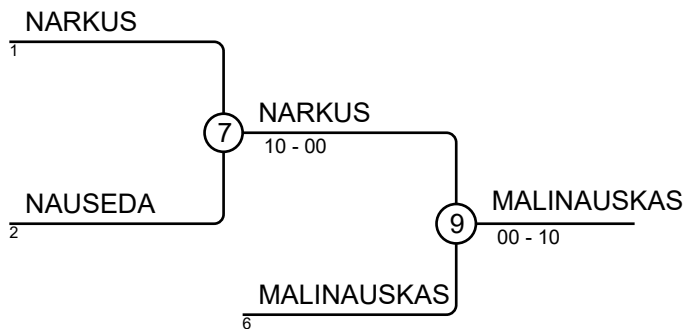 NARKUS
1
7
NARKUS
10 - 00
NAUSEDA
2
9
MALINAUSKAS
00 - 10
MALINAUSKAS
6